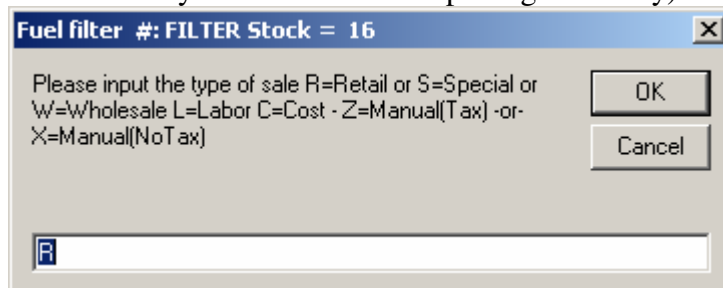 Fuel filter #: FILTER Stock = 16
Please input the type of sale R=Retail or S=Special or
W=Wholesale L=Labor C=Cost - Z=Manual(Tax) -or-
X=Manual(NoTax)
OK
Cancel
R